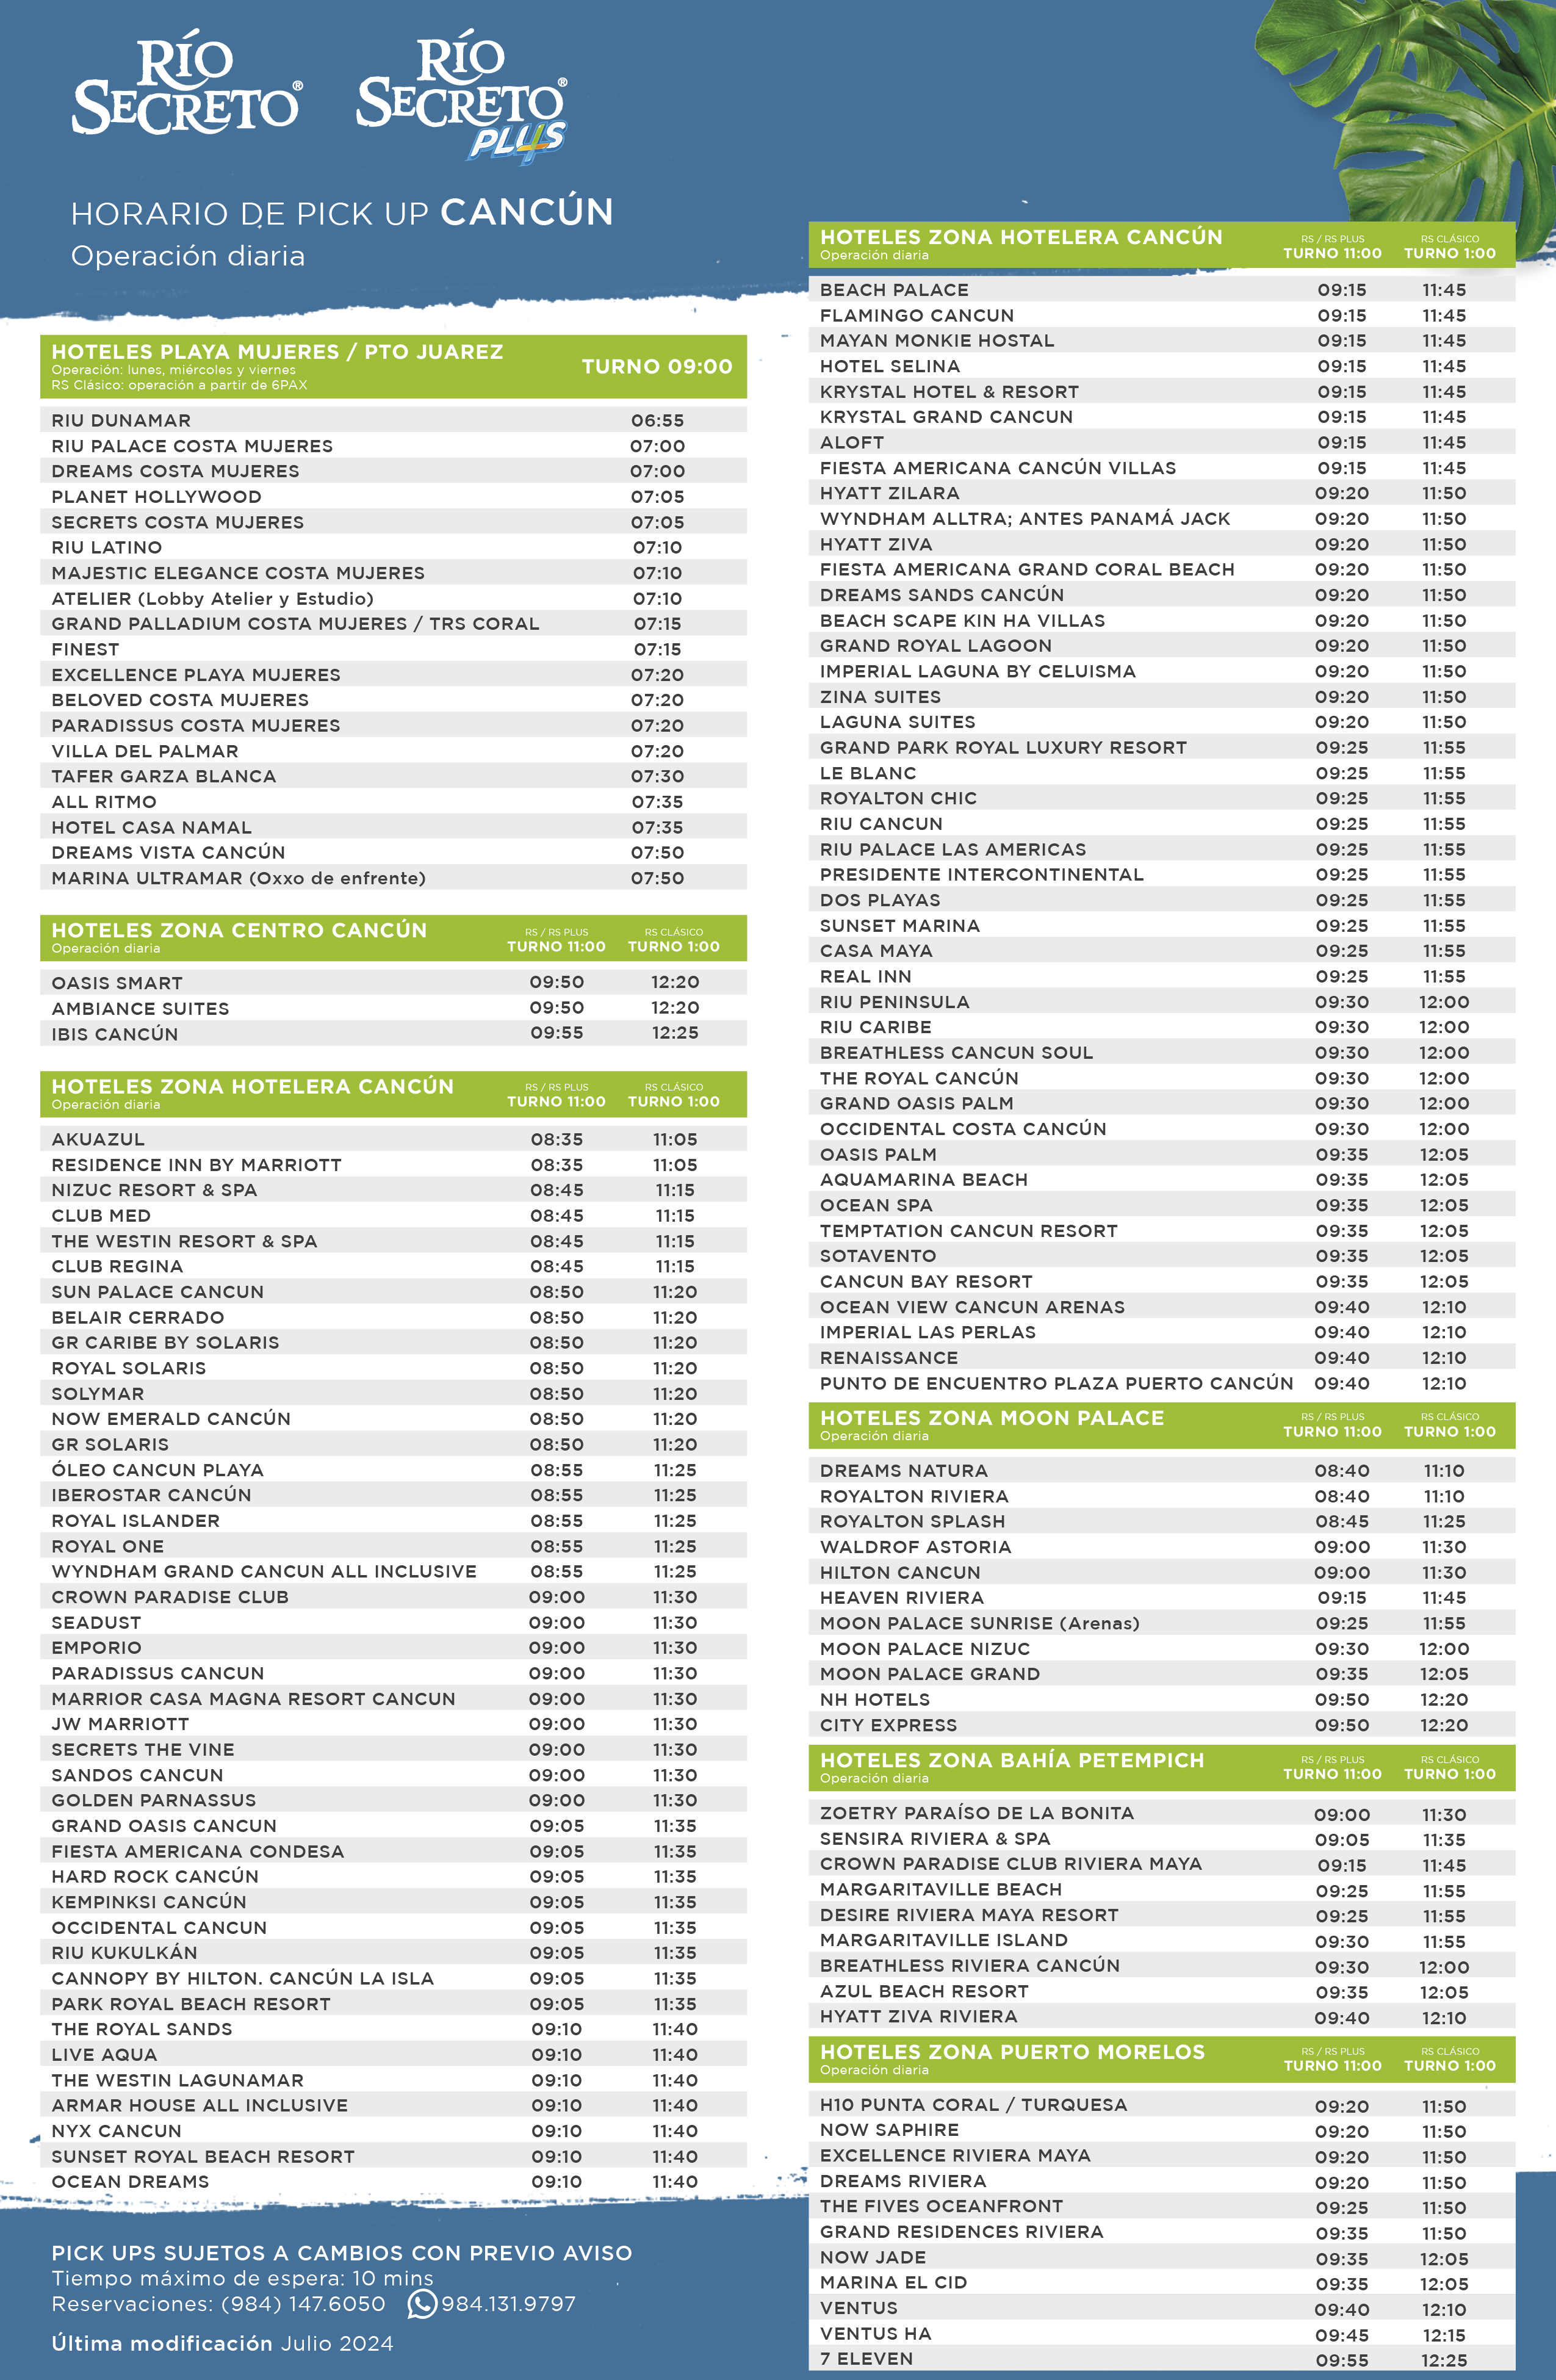 RÍO
SECRETO®
RÍO
SECRETO®
PLUS
HORARIO DE PICK UP CANCÚN
Operación diaria
HOTELES PLAYA MUJERES / PTO JUAREZ TURNO 09:00
Operación: lunes, miércoles y viernes
RS Clásico: operación a partir de 6PAX
RIU DUNAMAR 06:55
RIU PALACE COSTA MUJERES 07:00
DREAMS COSTA MUJERES 07:00
PLANET HOLLYWOOD 07:05
SECRETS COSTA MUJERES 07:05
RIU LATINO 07:10
MAJESTIC ELEGANCE COSTA MUJERES 07:10
ATELIER (Lobby Atelier y Estudio) 07:10
GRAND PALLADIUM COSTA MUJERES / TRS CORAL 07:15
FINEST 07:15
EXCELLENCE PLAYA MUJERES 07:20
BELOVED COSTA MUJERES 07:20
PARADISSUS COSTA MUJERES 07:20
VILLA DEL PALMAR 07:20
TAFER GARZA BLANCA 07:30
ALL RITMO 07:35
HOTEL CASA NAMAL 07:35
DREAMS VISTA CANCÚN 07:50
MARINA ULTRAMAR (Oxxo de enfrente) 07:50
HOTELES ZONA CENTRO CANCÚN RS / RS PLUS RS CLÁSICO
Operación diaria TURNO 11:00 TURNO 1:00
OASIS SMART 09:50 12:20
AMBIANCE SUITES 09:50 12:20
IBIS CANCÚN 09:55 12:25
HOTELES ZONA HOTELERA CANCÚN RS / RS PLUS RS CLÁSICO
Operación diaria TURNO 11:00 TURNO 1:00
AKUAZUL 08:35 11:05
RESIDENCE INN BY MARRIOTT 08:35 11:05
NIZUC RESORT & SPA 08:45 11:15
CLUB MED 08:45 11:15
THE WESTIN RESORT & SPA 08:45 11:15
CLUB REGINA 08:45 11:15
SUN PALACE CANCUN 08:50 11:20
BELAIR CERRADO 08:50 11:20
GR CARIBE BY SOLARIS 08:50 11:20
ROYAL SOLARIS 08:50 11:20
SOLYMAR 08:50 11:20
NOW EMERALD CANCÚN 08:50 11:20
GR SOLARIS 08:50 11:20
ÓLEO CANCUN PLAYA 08:55 11:25
IBEROSTAR CANCÚN 08:55 11:25
ROYAL ISLANDER 08:55 11:25
ROYAL ONE 08:55 11:25
WYNDHAM GRAND CANCUN ALL INCLUSIVE 08:55 11:25
CROWN PARADISE CLUB 09:00 11:30
SEADUST 09:00 11:30
EMPORIO 09:00 11:30
PARADISSUS CANCUN 09:00 11:30
MARRIOR CASA MAGNA RESORT CANCUN 09:00 11:30
JW MARRIOTT 09:00 11:30
SECRETS THE VINE 09:00 11:30
SANDOS CANCUN 09:00 11:30
GOLDEN PARNASSUS 09:00 11:30
GRAND OASIS CANCUN 09:05 11:35
FIESTA AMERICANA CONDESA 09:05 11:35
HARD ROCK CANCÚN 09:05 11:35
KEMPINKSI CANCÚN 09:05 11:35
OCCIDENTAL CANCUN 09:05 11:35
RIU KUKULKÁN 09:05 11:35
CANNOPY BY HILTON. CANCÚN LA ISLA 09:05 11:35
PARK ROYAL BEACH RESORT 09:05 11:35
THE ROYAL SANDS 09:10 11:40
LIVE AQUA 09:10 11:40
THE WESTIN LAGUNAMAR 09:10 11:40
ARMAR HOUSE ALL INCLUSIVE 09:10 11:40
NYX CANCUN 09:10 11:40
SUNSET ROYAL BEACH RESORT 09:10 11:40
OCEAN DREAMS 09:10 11:40
PICK UPS SUJETOS A CAMBIOS CON PREVIO AVISO
Tiempo máximo de espera: 10 mins
Reservaciones: (984) 147.6050 984.131.9797
Última modificación Julio 2024
HOTELES ZONA HOTELERA CANCÚN RS / RS PLUS RS CLÁSICO
Operación diaria TURNO 11:00 TURNO 1:00
BEACH PALACE 09:15 11:45
FLAMINGO CANCUN 09:15 11:45
MAYAN MONKIE HOSTAL 09:15 11:45
HOTEL SELINA 09:15 11:45
KRYSTAL HOTEL & RESORT 09:15 11:45
KRYSTAL GRAND CANCUN 09:15 11:45
ALOFT 09:15 11:45
FIESTA AMERICANA CANCÚN VILLAS 09:15 11:45
HYATT ZILARA 09:20 11:50
WYNDHAM ALLTRA; ANTES PANAMÁ JACK 09:20 11:50
HYATT ZIVA 09:20 11:50
FIESTA AMERICANA GRAND CORAL BEACH 09:20 11:50
DREAMS SANDS CANCÚN 09:20 11:50
BEACH SCAPE KIN HA VILLAS 09:20 11:50
GRAND ROYAL LAGOON 09:20 11:50
IMPERIAL LAGUNA BY CELUISMA 09:20 11:50
ZINA SUITES 09:20 11:50
LAGUNA SUITES 09:20 11:50
GRAND PARK ROYAL LUXURY RESORT 09:25 11:55
LE BLANC 09:25 11:55
ROYALTON CHIC 09:25 11:55
RIU CANCUN 09:25 11:55
RIU PALACE LAS AMERICAS 09:25 11:55
PRESIDENTE INTERCONTINENTAL 09:25 11:55
DOS PLAYAS 09:25 11:55
SUNSET MARINA 09:25 11:55
CASA MAYA 09:25 11:55
REAL INN 09:25 11:55
RIU PENINSULA 09:30 12:00
RIU CARIBE 09:30 12:00
BREATHLESS CANCUN SOUL 09:30 12:00
THE ROYAL CANCÚN 09:30 12:00
GRAND OASIS PALM 09:30 12:00
OCCIDENTAL COSTA CANCÚN 09:30 12:00
OASIS PALM 09:35 12:05
AQUAMARINA BEACH 09:35 12:05
OCEAN SPA 09:35 12:05
TEMPTATION CANCUN RESORT 09:35 12:05
SOTAVENTO 09:35 12:05
CANCUN BAY RESORT 09:35 12:05
OCEAN VIEW CANCUN ARENAS 09:40 12:10
IMPERIAL LAS PERLAS 09:40 12:10
RENAISSANCE 09:40 12:10
PUNTO DE ENCUENTRO PLAZA PUERTO CANCÚN 09:40 12:10
HOTELES ZONA MOON PALACE RS / RS PLUS RS CLÁSICO
Operación diaria TURNO 11:00 TURNO 1:00
DREAMS NATURA 08:40 11:10
ROYALTON RIVIERA 08:40 11:10
ROYALTON SPLASH 08:45 11:25
WALDROF ASTORIA 09:00 11:30
HILTON CANCUN 09:00 11:30
HEAVEN RIVIERA 09:15 11:45
MOON PALACE SUNRISE (Arenas) 09:25 11:55
MOON PALACE NIZUC 09:30 12:00
MOON PALACE GRAND 09:35 12:05
NH HOTELS 09:50 12:20
CITY EXPRESS 09:50 12:20
HOTELES ZONA BAHÍA PETEMPICH RS / RS PLUS RS CLÁSICO
Operación diaria TURNO 11:00 TURNO 1:00
ZOETRY PARAÍSO DE LA BONITA 09:00 11:30
SENSIRA RIVIERA & SPA 09:05 11:35
CROWN PARADISE CLUB RIVIERA MAYA 09:15 11:45
MARGARITAVILLE BEACH 09:25 11:55
DESIRE RIVIERA MAYA RESORT 09:25 11:55
MARGARITAVILLE ISLAND 09:30 11:55
BREATHLESS RIVIERA CANCÚN 09:30 12:00
AZUL BEACH RESORT 09:35 12:05
HYATT ZIVA RIVIERA 09:40 12:10
HOTELES ZONA PUERTO MORELOS RS / RS PLUS RS CLÁSICO
Operación diaria TURNO 11:00 TURNO 1:00
H10 PUNTA CORAL / TURQUESA 09:20 11:50
NOW SAPHIRE 09:20 11:50
EXCELLENCE RIVIERA MAYA 09:20 11:50
DREAMS RIVIERA 09:20 11:50
THE FIVES OCEANFRONT 09:25 11:50
GRAND RESIDENCES RIVIERA 09:35 11:50
NOW JADE 09:35 12:05
MARINA EL CID 09:35 12:05
VENTUS 09:40 12:10
VENTUS HA 09:45 12:15
7 ELEVEN 09:55 12:25